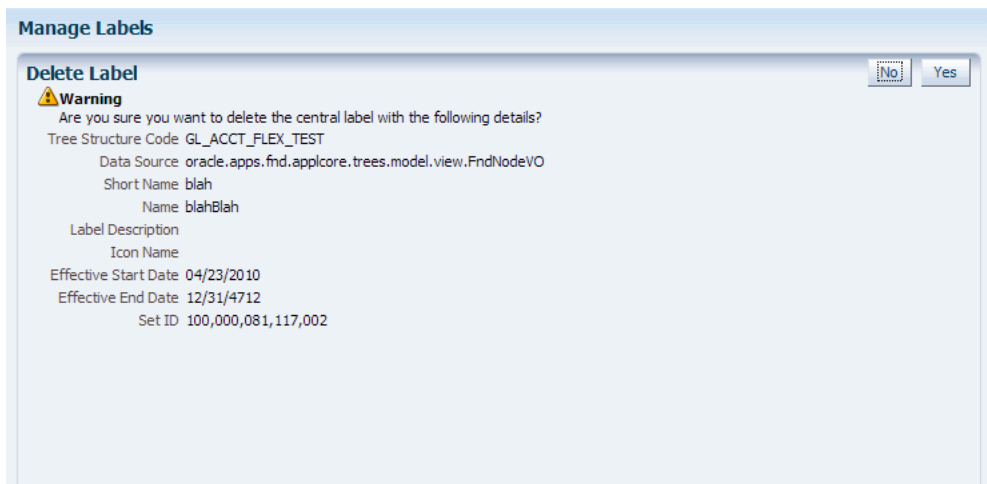 Manage Labels
Delete Label
No Yes
Warning
Are you sure you want to delete the central label with the following details?
Tree Structure Code GL_ACCT_FLEX_TEST
Data Source oracle.apps.fnd.applcore.trees.model.view.FndNodeVO
Short Name blah
Name blahBlah
Label Description
Icon Name
Effective Start Date 04/23/2010
Effective End Date 12/31/4712
Set ID 100,000,081,117,002